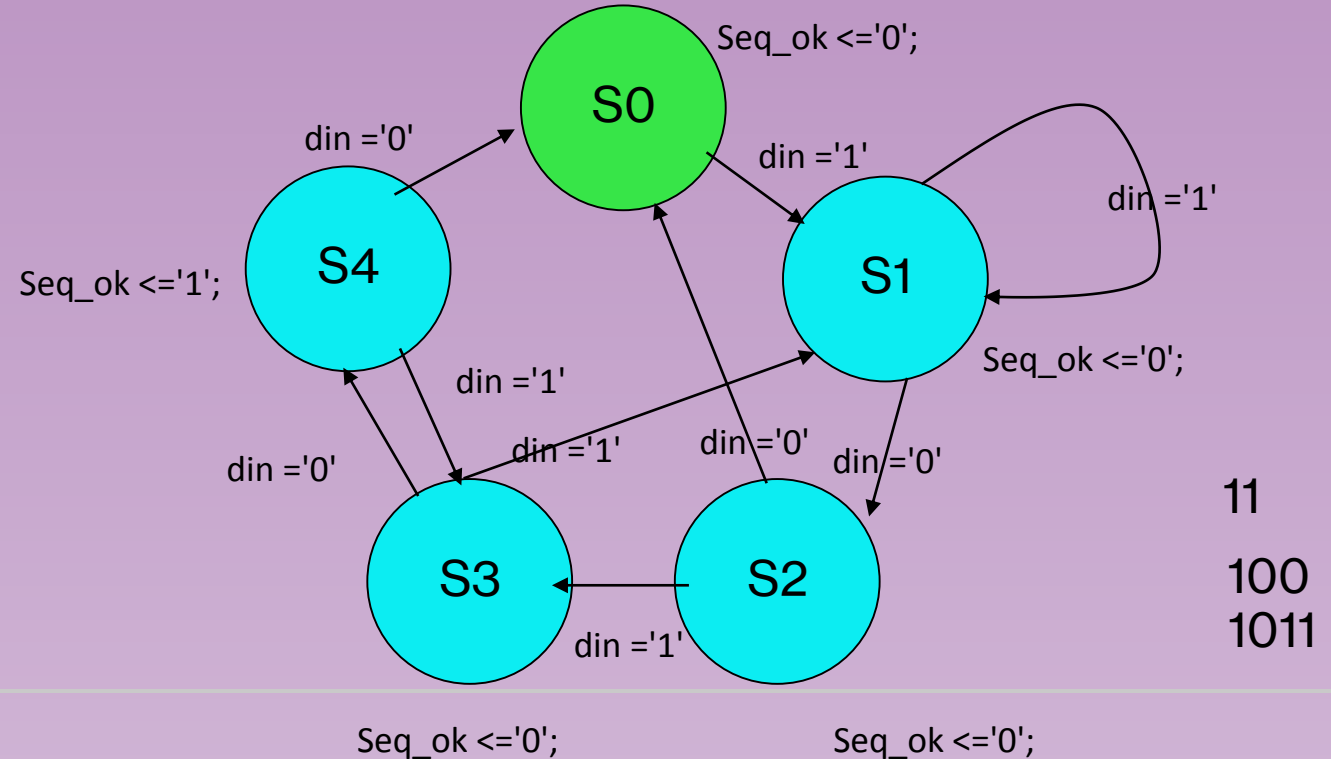 Seq_ok <='0';
S0
din ='0'
din ='1'
din ='1'
S4
S1
Seq_ok <='1';
Seq_ok <='0';
din ='1'
din ='1'
din ='0'
din ='0'
din ='0'
11
S3
S2
100
1011
din ='1'
Seq_ok <='0';
Seq_ok <='0';